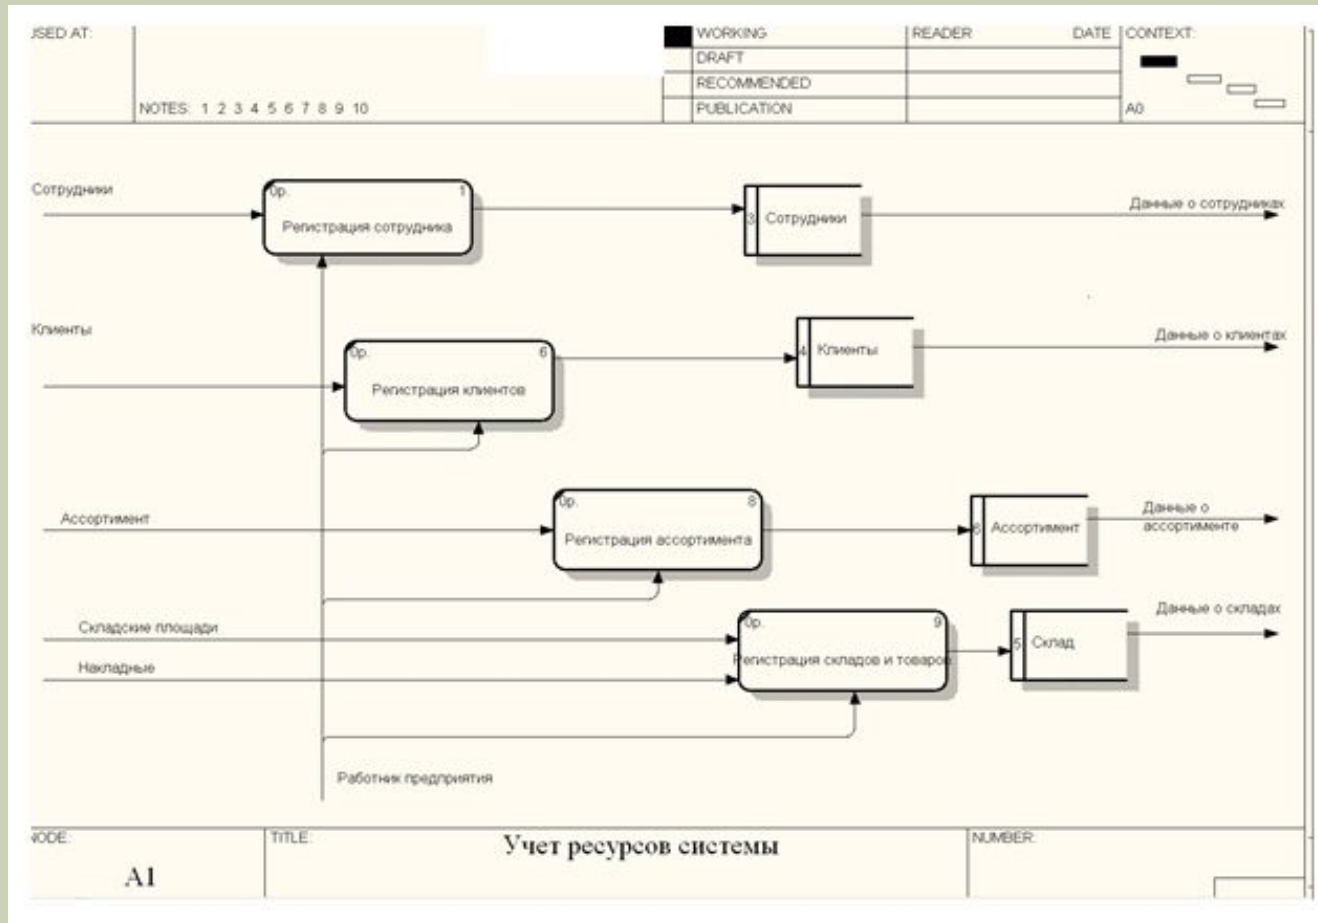 USED AT:
WORKING
READER
DATE
CONTEXT:
DRAFT
RECOMMENDED
NOTES: 1 2 3 4 5 6 7 8 9 10
PUBLICATION
A0
Сотрудники
0р.
1
Регистрация сотрудника
3
Сотрудники
Данные о сотрудниках
Клиенты
0р.
6
Регистрация клиентов
4
Клиенты
Данные о клиентах
Ассортимент
0р.
8
Регистрация ассортимента
6
Ассортимент
Данные о
ассортименте
Складские площади
Накладные
0р.
9
Регистрация складов и товаров
5
Склад
Данные о складах
Работник предприятия
NODE:
TITLE:
NUMBER:
A1
Учет ресурсов системы